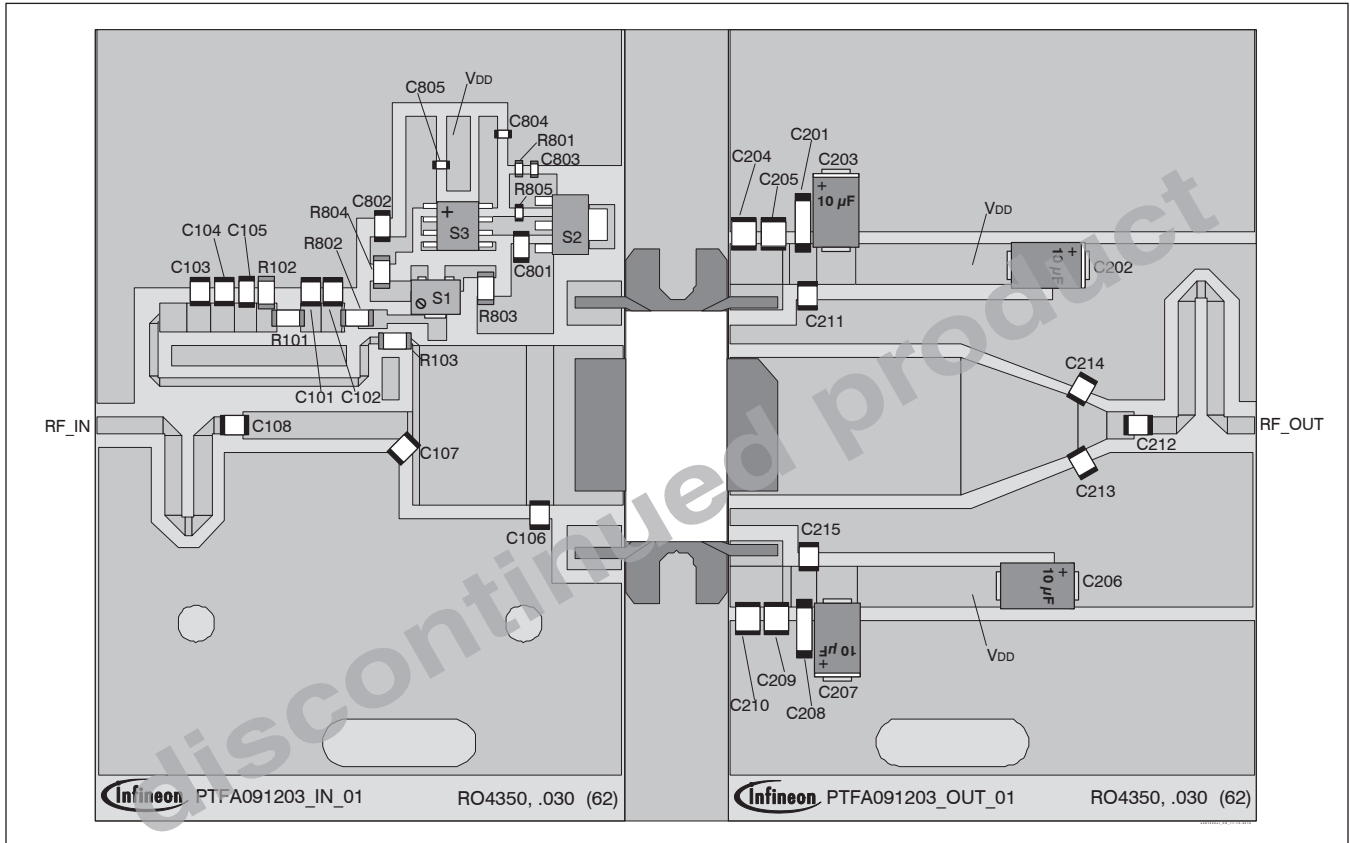 C805
VDD
C804
R801
C803
C802
R804
R805
S3
S2
C801
C104
C105
R802
C103
R102
S1
R803
R101
R103
C101
C102
RF_IN
C108
C107
C106
C201
C204
C203
C205
+
10 µF
VDD
+
10 µF
C202
C211
C214
RF_OUT
C212
C213
C215
+
10 µF
C206
+
10 µF
VDD
C209
C207
C210
C208
discontinued product
Infineon PTFA091203_IN_01 RO4350, .030 (62)
Infineon PTFA091203_OUT_01 RO4350, .030 (62)